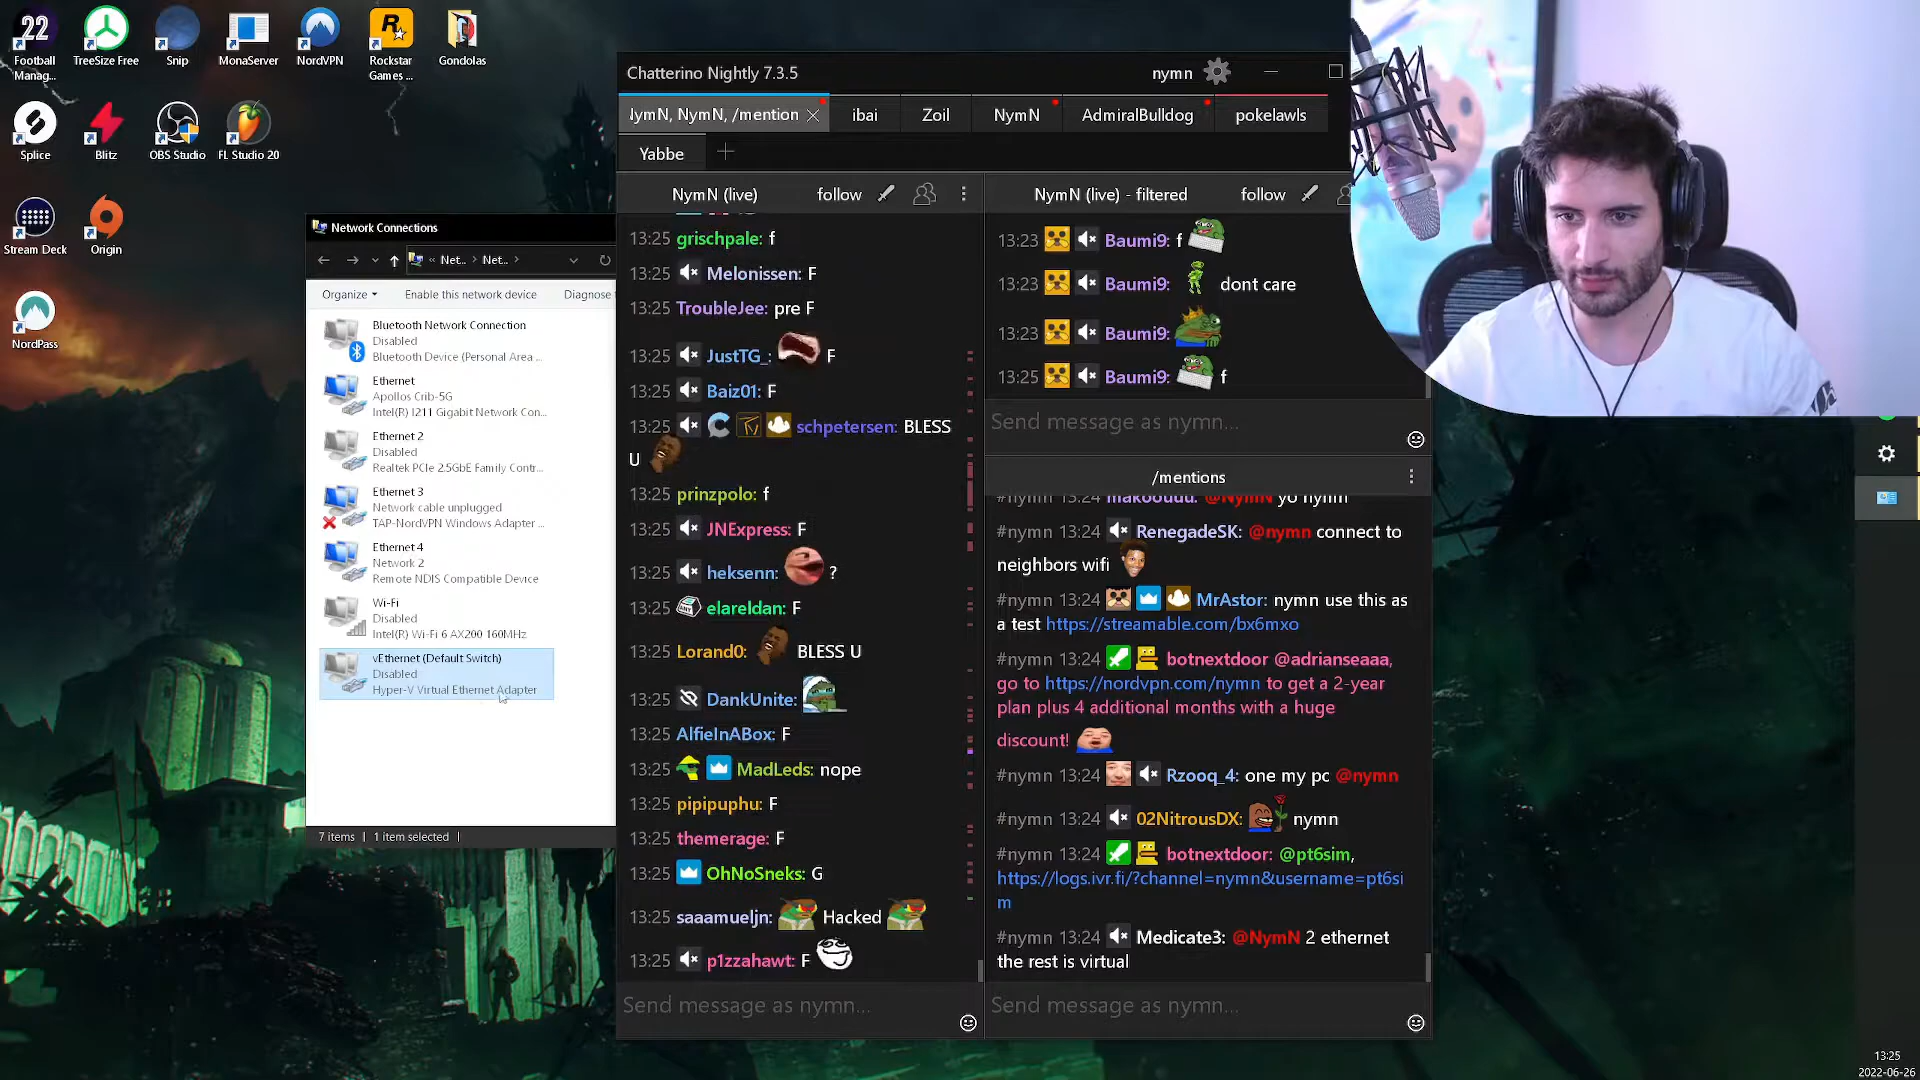 22
Football
Manag...
TreeSize Free
Snip
MonaServer
NordVPN
Rockstar
Games ...
Gondolas
Splice
Blitz
OBS Studio
FL Studio 20
Stream Deck
Origin
NordPass
Network Connections
« Net.. > Net.. >
Organize
Enable this network device
Diagnose
Bluetooth Network Connection
Disabled
Bluetooth Device (Personal Area ...
Ethernet
Apollos Crib-5G
Intel(R) I211 Gigabit Network Con...
Ethernet 2
Disabled
Realtek PCIe 2.5GbE Family Contr...
Ethernet 3
Network cable unplugged
TAP-NordVPN Windows Adapter ...
Ethernet 4
Network 2
Remote NDIS Compatible Device
Wi-Fi
Disabled
Intel(R) Wi-Fi 6 AX200 160MHz
vEthernet (Default Switch)
Disabled
Hyper-V Virtual Ethernet Adapter
7 items
1 item selected
Chatterino Nightly 7.3.5
nymn
NymN, /mention
ibai
Zoil
NymN
AdmiralBulldog
pokelawls
Yabbe
NymN (live)
follow
13:25 grischpale: f
13:25 Melonissen: F
13:25 TroubleJee: pre F
13:25 JustTG_: F
13:25 Baiz01: F
13:25 schpetersen: BLESS
U
13:25 prinzpolo: f
13:25 JNExpress: F
13:25 heksenn: ?
13:25 elareldan: F
13:25 Lorand0: BLESS U
13:25 DankUnite:
13:25 AlfieInABox: F
13:25 MadLeds: nope
13:25 pipipuphu: F
13:25 themerage: F
13:25 OhNoSneks: G
13:25 saaamueljn: Hacked
13:25 p1zzahawt: F
Send message as nymn...
NymN (live) - filtered
follow
13:23 Baumi9: f
13:23 Baumi9: dont care
13:23 Baumi9:
13:25 Baumi9: f
Send message as nymn...
/mentions
#nymn 13:24 makoouuu: @NymN yo nymn
#nymn 13:24 RenegadeSK: @nymn connect to
neighbors wifi
#nymn 13:24 MrAstor: nymn use this as
a test https://streamable.com/bx6mxo
#nymn 13:24 botnextdoor @adrianseaaa,
go to https://nordvpn.com/nymn to get a 2-year
plan plus 4 additional months with a huge
discount!
#nymn 13:24 Rzooq_4: one my pc @nymn
#nymn 13:24 02NitrousDX: nymn
#nymn 13:24 botnextdoor: @pt6sim,
https://logs.ivr.fi/?channel=nymn&username=pt6si
m
#nymn 13:24 Medicate3: @NymN 2 ethernet
the rest is virtual
Send message as nymn...
13:25
2022-06-26